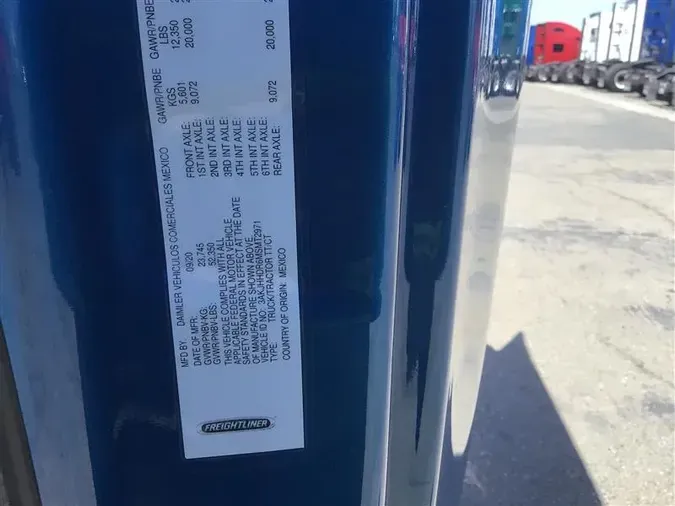 MFD BY: DAIMLER VEHICULOS COMERCIALES MEXICO
DATE OF MFR: 09/20
GVWR/PNBV-KG: 23,745
GVWR/PNBV-LBS: 52,350
THIS VEHICLE COMPLIES WITH ALL
APPLICABLE FEDERAL MOTOR VEHICLE
SAFETY STANDARDS IN EFFECT AT THE DATE
OF MANUFACTURE SHOWN ABOVE.
VEHICLE ID NO.: 3AKJHHDR6MSMT2971
TYPE: TRUCK/TRACTOR TT/CT
COUNTRY OF ORIGIN: MEXICO
GAWR/PNBE GAWR/PNBE
KGS LBS
FRONT AXLE: 5,601 12,350
1ST INT AXLE: 9,072 20,000
2ND INT AXLE:
3RD INT AXLE:
4TH INT AXLE:
5TH INT AXLE:
6TH INT AXLE:
REAR AXLE: 9,072 20,000
FREIGHTLINER